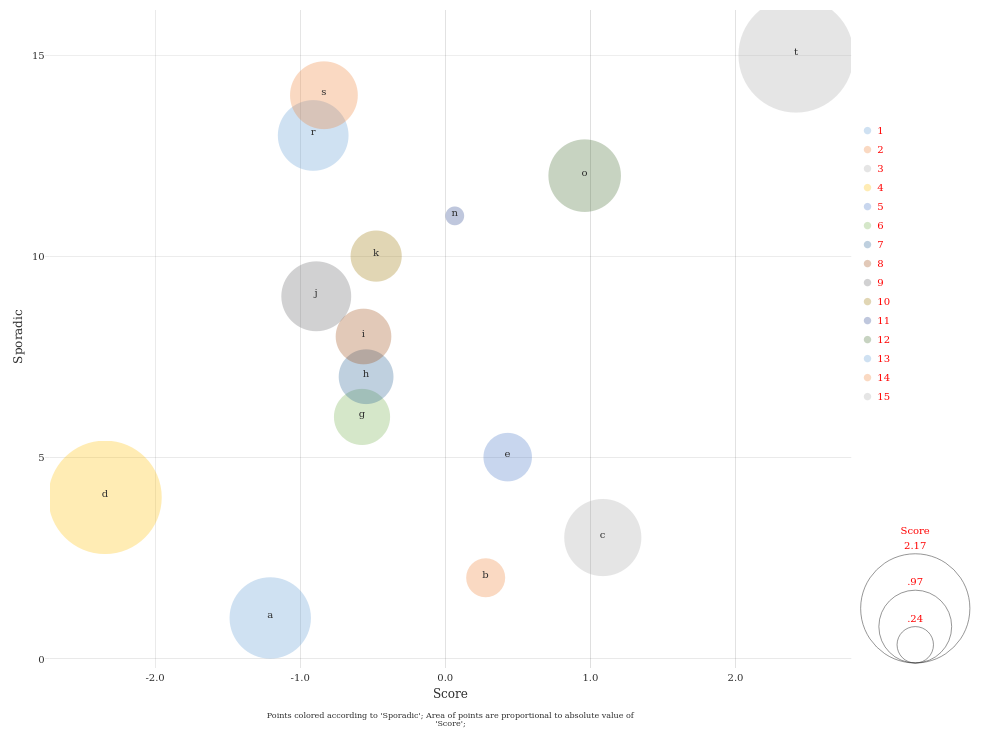 15
10
5
0
Sporadic
t
s
r
o
n
k
j
i
h
g
e
d
c
b
a
-2.0
-1.0
0.0
1.0
2.0
Score
Points colored according to 'Sporadic'; Area of points are proportional to absolute value of
'Score';
1
2
3
4
5
6
7
8
9
10
11
12
13
14
15
Score
2.17
.97
.24